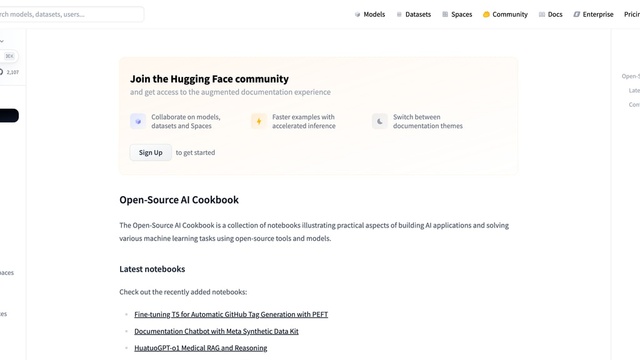 rch models, datasets, users...
Models
Datasets
Spaces
Community
Docs
Enterprise
Pricin
⌘K
2,107
Join the Hugging Face community
and get access to the augmented documentation experience
Collaborate on models,
datasets and Spaces
Faster examples with
accelerated inference
Switch between
documentation themes
Sign Up
to get started
Open-Source AI Cookbook
The Open-Source AI Cookbook is a collection of notebooks illustrating practical aspects of building AI applications and solving
various machine learning tasks using open-source tools and models.
Latest notebooks
Check out the recently added notebooks:
Fine-tuning T5 for Automatic GitHub Tag Generation with PEFT
Documentation Chatbot with Meta Synthetic Data Kit
HuatuoGPT-o1 Medical RAG and Reasoning
paces
es
Open-S
Late
Con